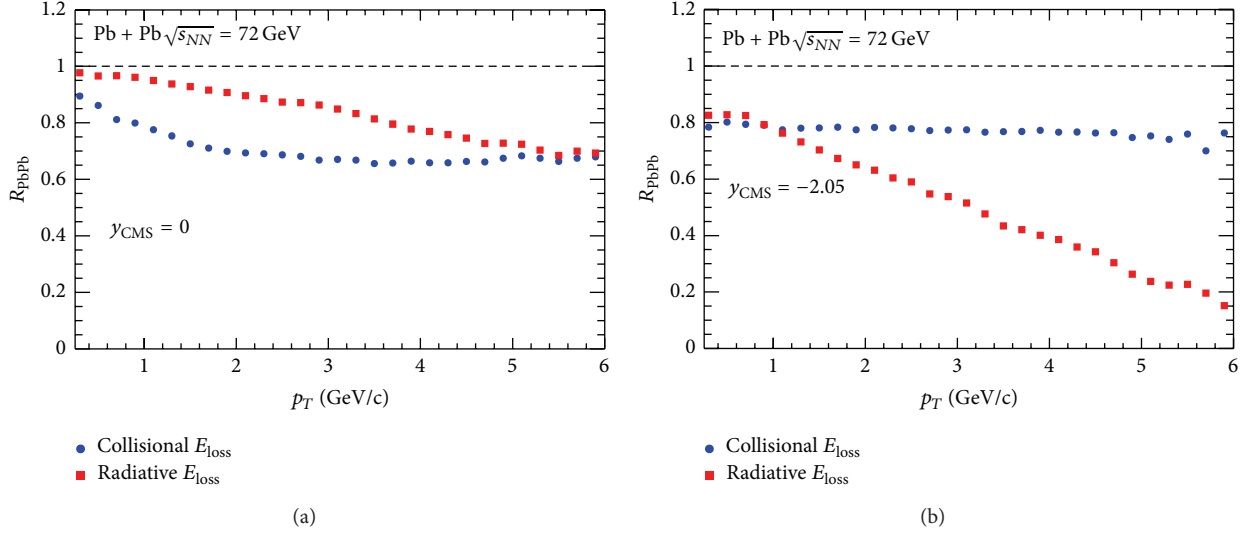 1.2
1
0.8
0.6
0.4
0.2
0
R_PbPb
Pb + Pb √s_NN = 72 GeV
y_CMS = 0
1 2 3 4 5 6
p_T (GeV/c)
Collisional E_loss
Radiative E_loss
(a)
1.2
1
0.8
0.6
0.4
0.2
0
R_PbPb
Pb + Pb √s_NN = 72 GeV
y_CMS = −2.05
1 2 3 4 5 6
p_T (GeV/c)
Collisional E_loss
Radiative E_loss
(b)